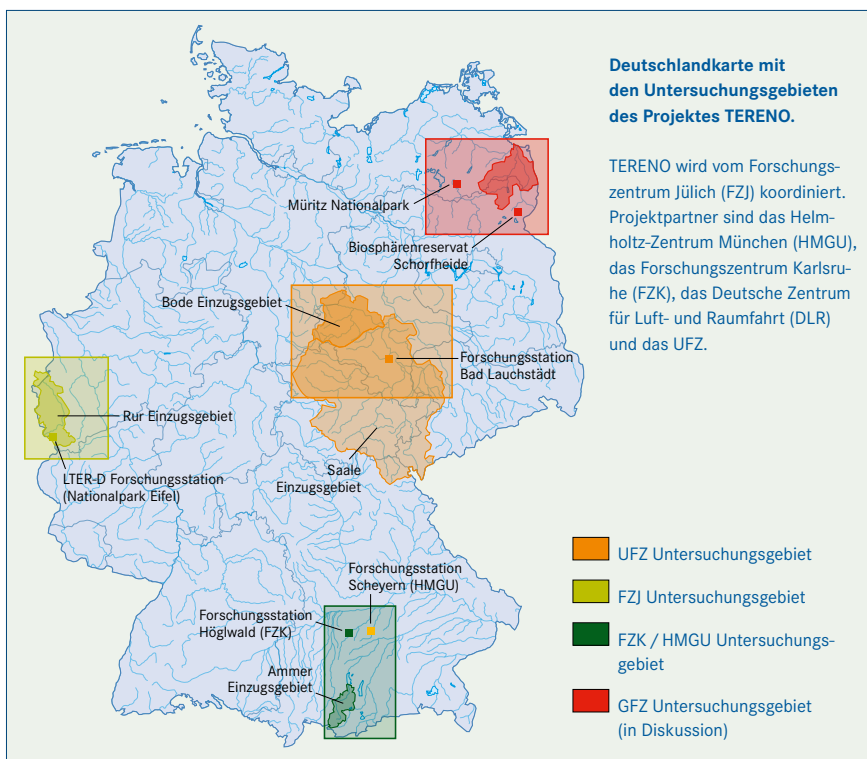 Deutschlandkarte mit
den Untersuchungsgebieten
des Projektes TERENO.
TERENO wird vom Forschungs-
zentrum Jülich (FZJ) koordiniert.
Projektpartner sind das Helm-
holtz-Zentrum München (HMGU),
das Forschungszentrum Karlsru-
he (FZK), das Deutsche Zentrum
für Luft- und Raumfahrt (DLR)
und das UFZ.
Müritz Nationalpark
Biosphärenreservat
Schorfheide
Bode Einzugsgebiet
Forschungsstation
Bad Lauchstädt
Rur Einzugsgebiet
LTER-D Forschungsstation
(Nationalpark Eifel)
Saale
Einzugsgebiet
Forschungsstation
Scheyern (HMGU)
Forschungsstation
Höglwald (FZK)
Ammer
Einzugsgebiet
UFZ Untersuchungsgebiet
FZJ Untersuchungsgebiet
FZK / HMGU Untersuchungs-
gebiet
GFZ Untersuchungsgebiet
(in Diskussion)